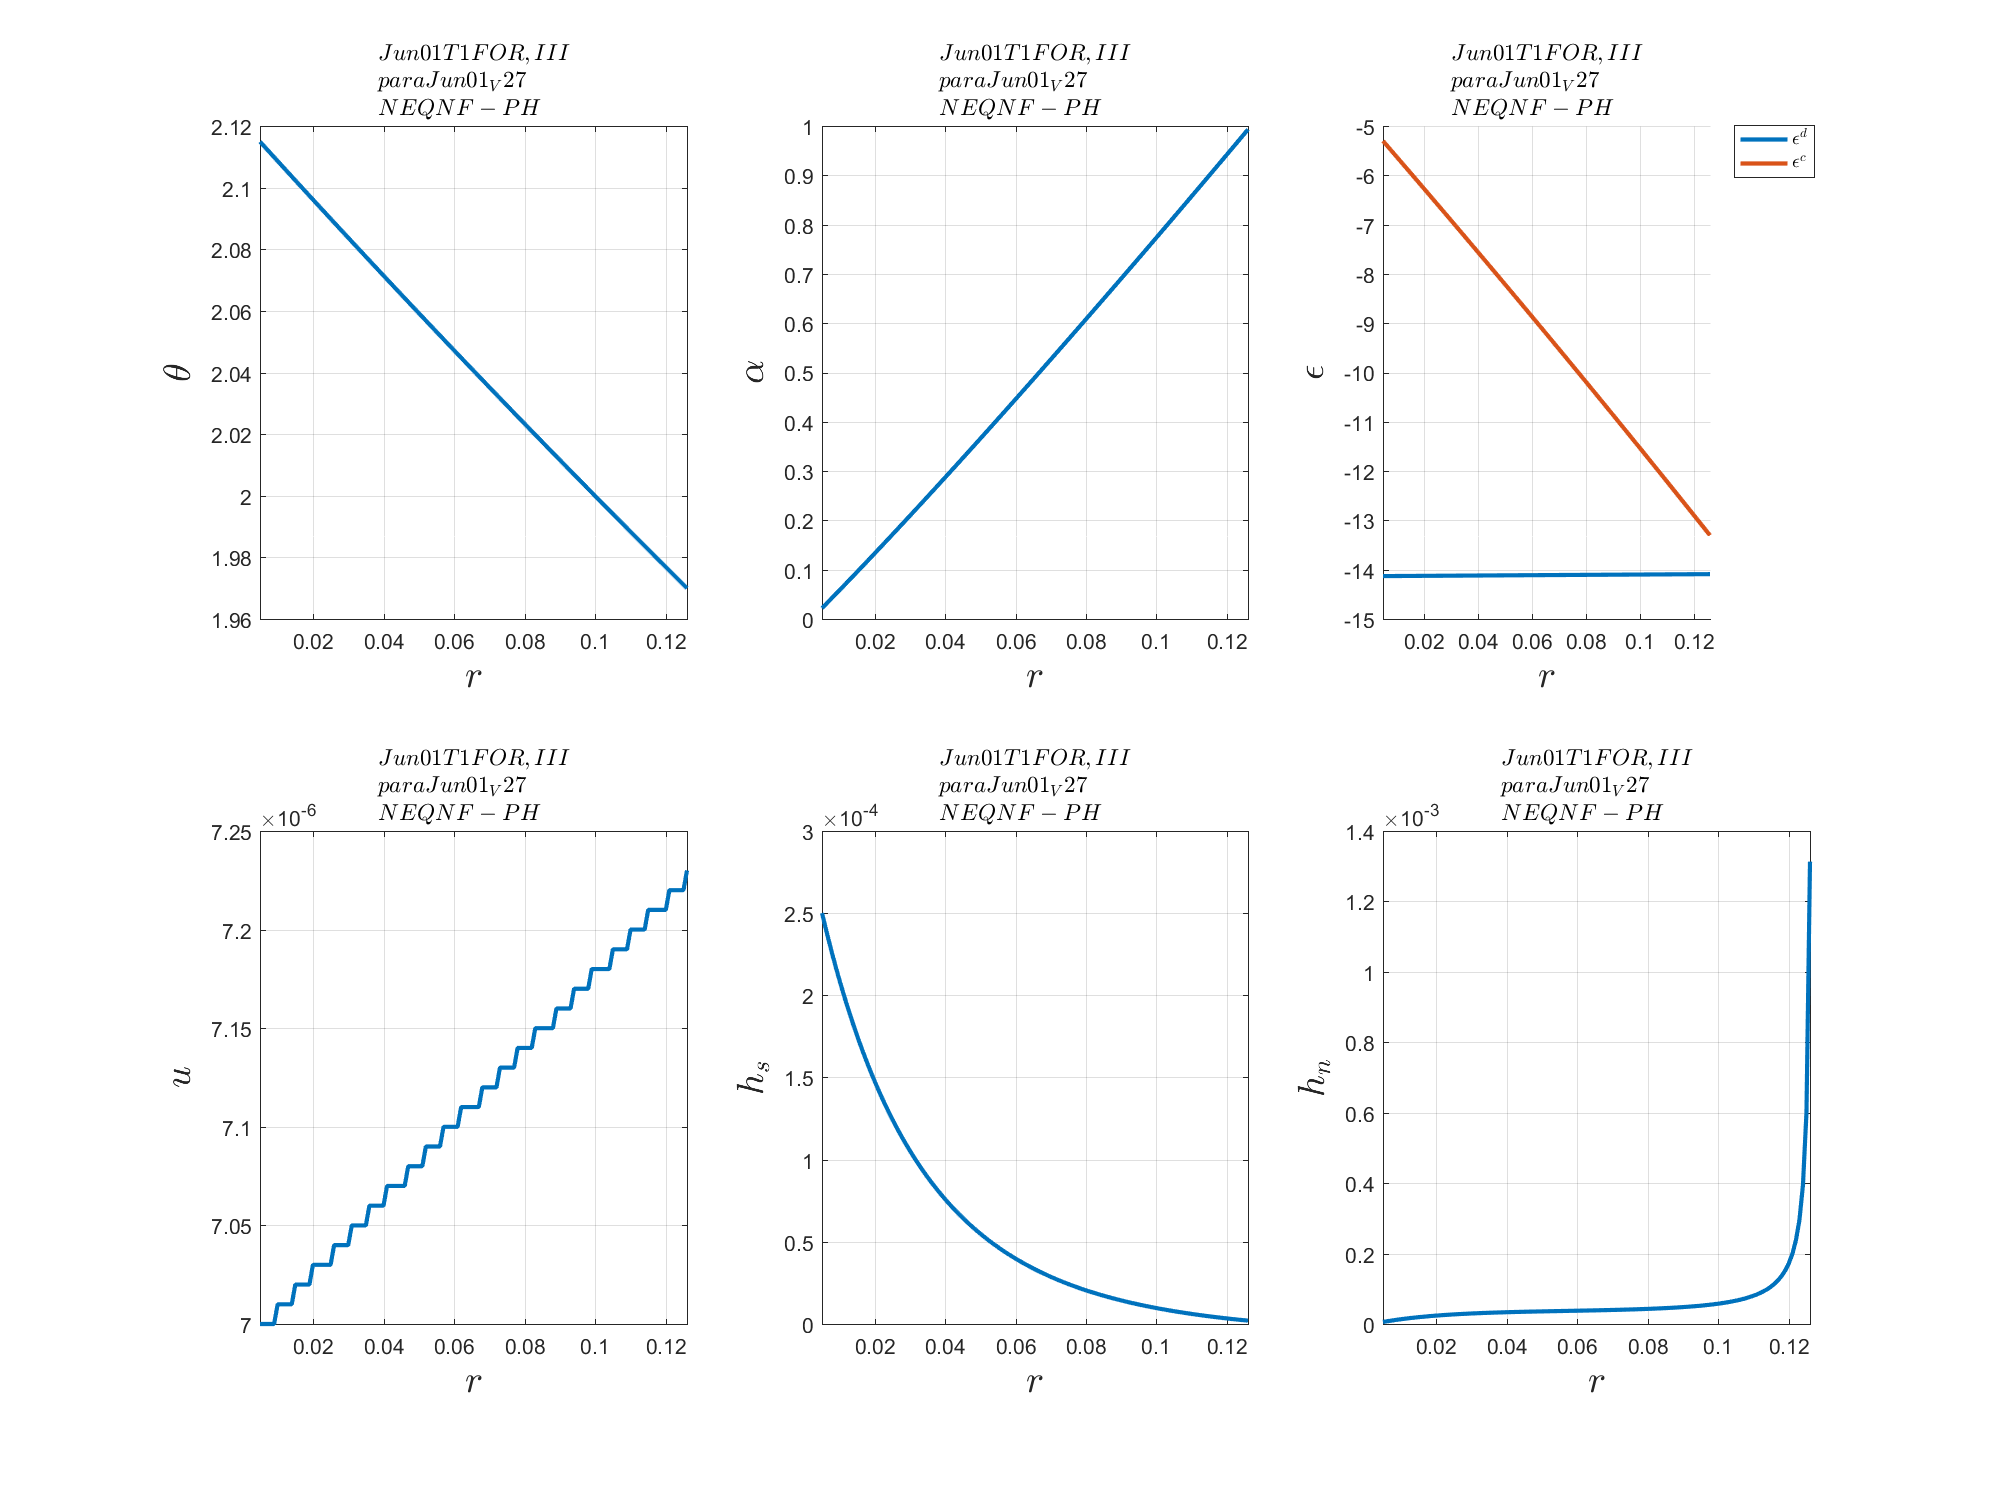 Jun01T1FOR, III
paraJun01_V27
NEQNF − PH
2.12
2.1
2.08
2.06
2.04
2.02
2
1.98
1.96
θ
0.02 0.04 0.06 0.08 0.1 0.12
r
Jun01T1FOR, III
paraJun01_V27
NEQNF − PH
1
0.9
0.8
0.7
0.6
0.5
0.4
0.3
0.2
0.1
0
α
0.02 0.04 0.06 0.08 0.1 0.12
r
Jun01T1FOR, III
paraJun01_V27
NEQNF − PH
-5
-6
-7
-8
-9
-10
-11
-12
-13
-14
-15
ϵ
0.02 0.04 0.06 0.08 0.1 0.12
r
ϵ^d
ϵ^c
Jun01T1FOR, III
paraJun01_V27
NEQNF − PH
×10^-6
7.25
7.2
7.15
7.1
7.05
7
u
0.02 0.04 0.06 0.08 0.1 0.12
r
Jun01T1FOR, III
paraJun01_V27
NEQNF − PH
×10^-4
3
2.5
2
1.5
1
0.5
0
h_s
0.02 0.04 0.06 0.08 0.1 0.12
r
Jun01T1FOR, III
paraJun01_V27
NEQNF − PH
×10^-3
1.4
1.2
1
0.8
0.6
0.4
0.2
0
h_n
0.02 0.04 0.06 0.08 0.1 0.12
r